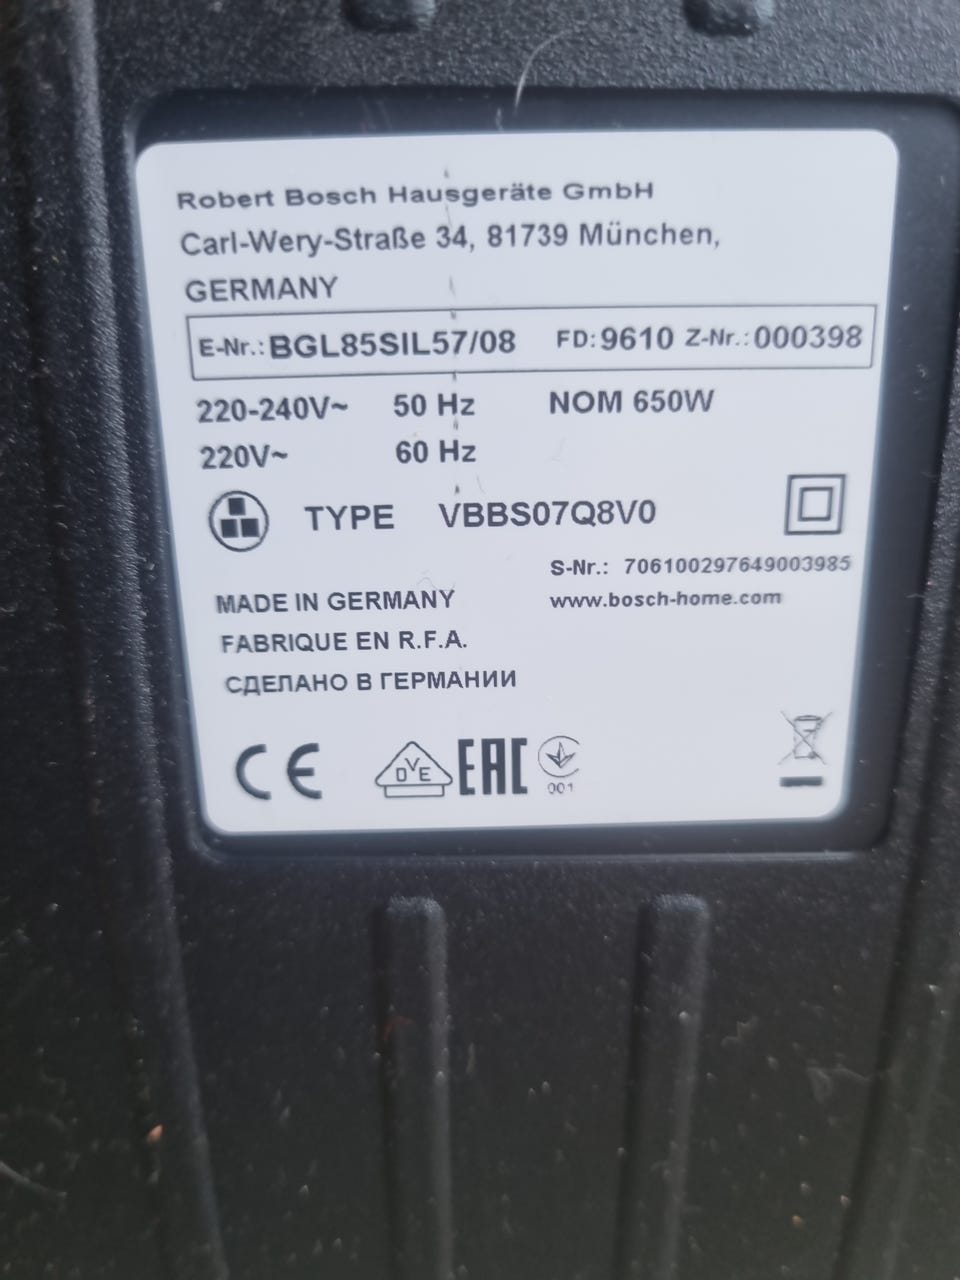 Robert Bosch Hausgeräte GmbH
Carl-Wery-Straße 34, 81739 München,
GERMANY
E-Nr.: BGL85SIL57/08 FD: 9610 Z-Nr.: 000398
220-240V~ 50 Hz NOM 650W
220V~ 60 Hz
TYPE VBBS07Q8V0
S-Nr.: 706100297649003985
MADE IN GERMANY www.bosch-home.com
FABRIQUE EN R.F.A.
СДЕЛАНО В ГЕРМАНИИ
CE DVE EAC
001